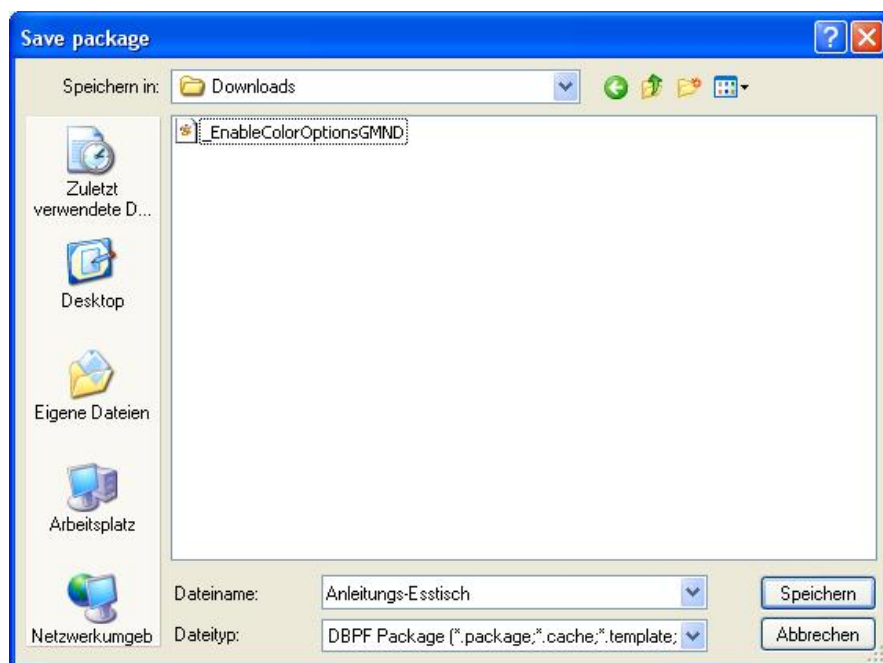 Save package
Speichern in:
Downloads
_EnableColorOptionsGMND
Zuletzt
verwendete D...
Desktop
Eigene Dateien
Arbeitsplatz
Netzwerkumgeb
Dateiname:
Anleitungs-Esstisch
Speichern
Dateityp:
DBPF Package (*.package;*.cache;*.template;
Abbrechen